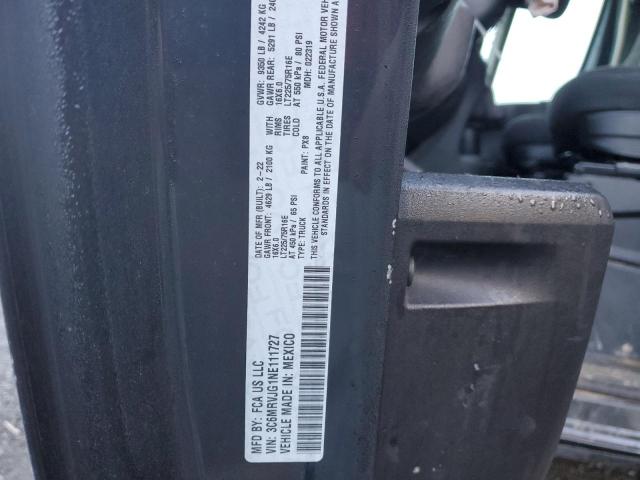 MFD BY: FCA US LLC
VIN: 3C6MRVJG1NE111727
VEHICLE MADE IN: MEXICO
DATE OF MFR (BUILT): 2-22
GAWR FRONT: 4629 LB / 2100 KG WITH
16X6.0 RIMS
LT225/75R16E TIRES
AT 450 kPa / 65 PSI COLD
TYPE: TRUCK PAINT: PX8
GVWR: 9350 LB / 4242 KG
GAWR REAR: 5291 LB / 240
16X6.0
LT225/75R16E
AT 550 kPa / 80 PSI
MDH: 022319
THIS VEHICLE CONFORMS TO ALL APPLICABLE U.S.A. FEDERAL MOTOR VEH
STANDARDS IN EFFECT ON THE DATE OF MANUFACTURE SHOWN A